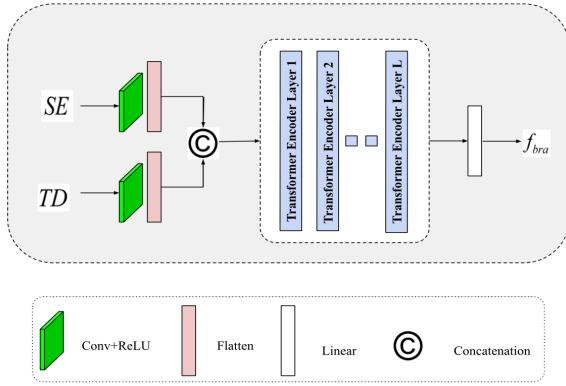 SE
TD
©
Transformer Encoder Layer 1
Transformer Encoder Layer 2
Transformer Encoder Layer L
f_bra
Conv+ReLU
Flatten
Linear
©
Concatenation